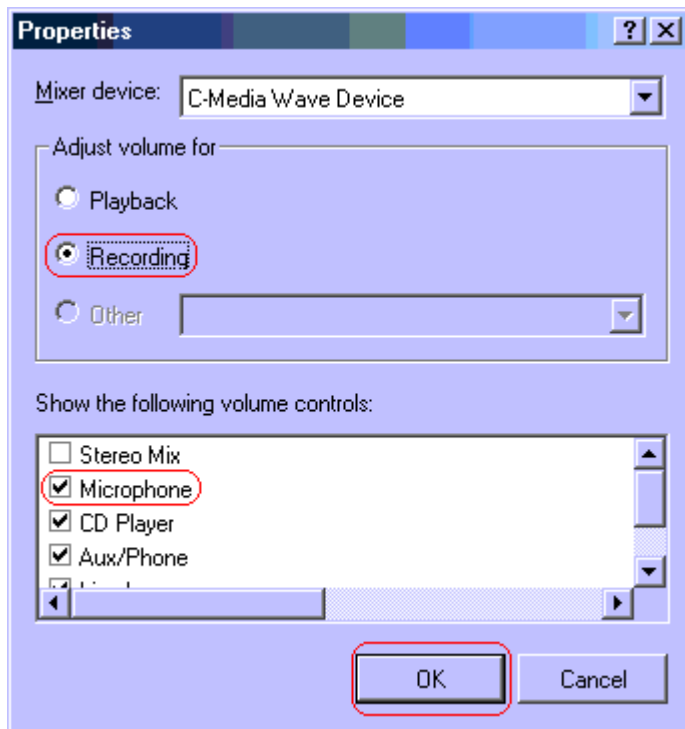 Properties
Mixer device: C-Media Wave Device
Adjust volume for
Playback
Recording
Other
Show the following volume controls:
Stereo Mix
Microphone
CD Player
Aux/Phone
OK Cancel